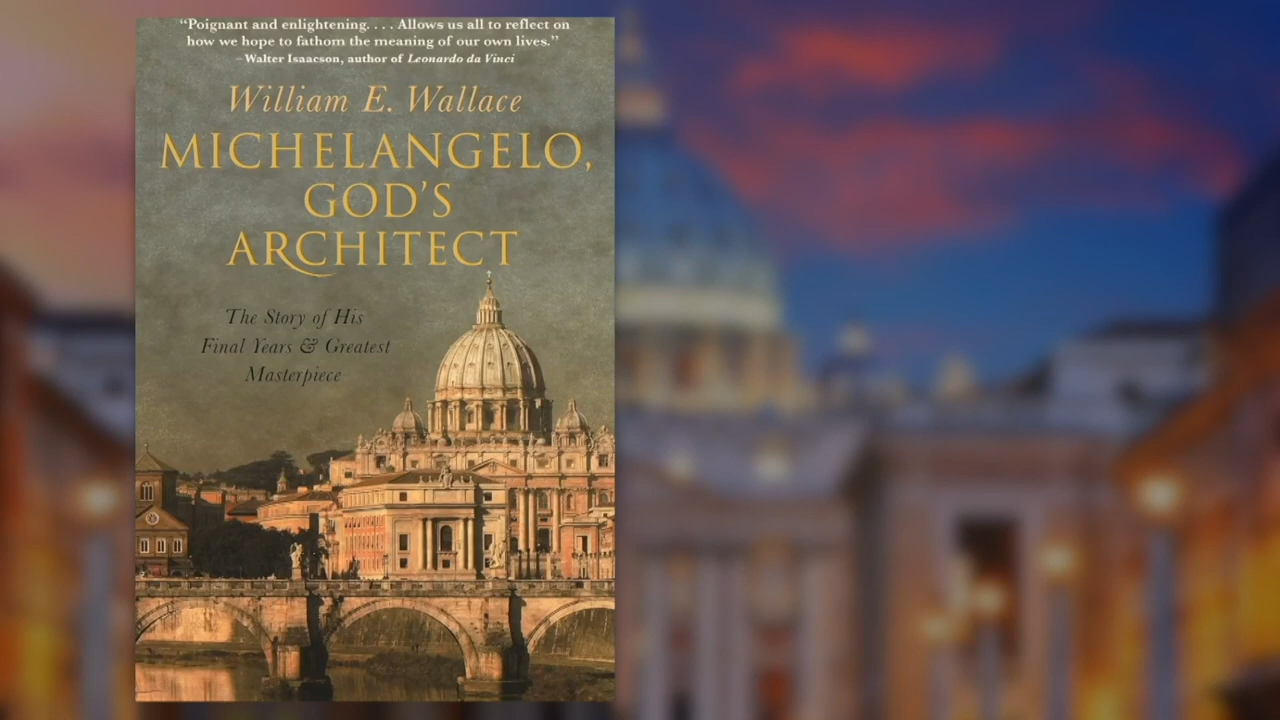 “Poignant and enlightening. . . . Allows us all to reflect on
how we hope to fathom the meaning of our own lives.”
–Walter Isaacson, author of Leonardo da Vinci
William E. Wallace
MICHELANGELO,
GOD’S
ARCHITECT
The Story of His
Final Years & Greatest
Masterpiece